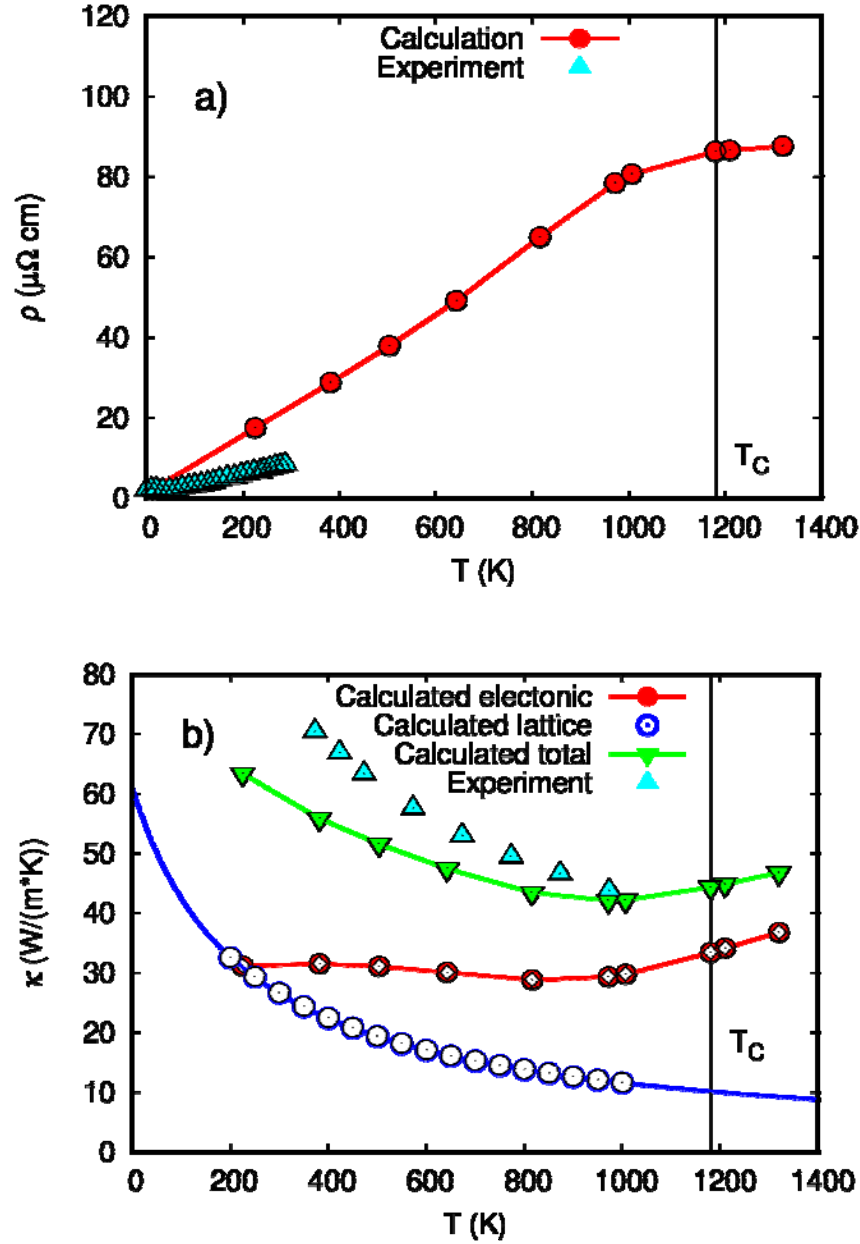 120
100
80
60
40
20
0
ρ (μΩ cm)
a)
Calculation
Experiment
T_C
0 200 400 600 800 1000 1200 1400
T (K)
80
70
60
50
40
30
20
10
0
κ (W/(m*K))
b)
Calculated electonic
Calculated lattice
Calculated total
Experiment
T_C
0 200 400 600 800 1000 1200 1400
T (K)